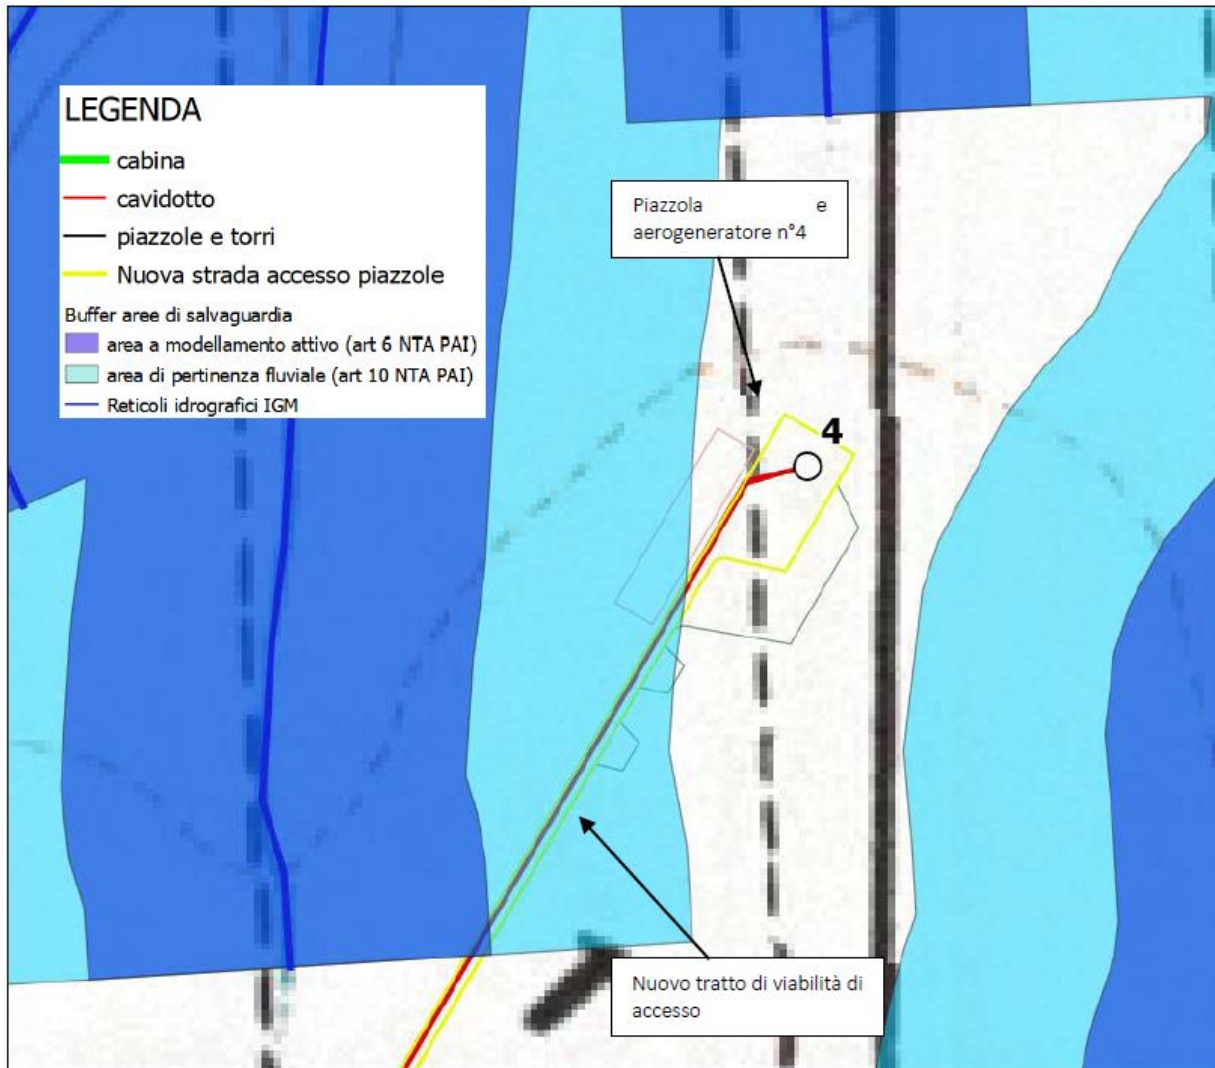 LEGENDA
cabina
cavidotto
piazzole e torri
Nuova strada accesso piazzole
Buffer aree di salvaguardia
area a modellamento attivo (art 6 NTA PAI)
area di pertinenza fluviale (art 10 NTA PAI)
Reticoli idrografici IGM
Piazzola e
aerogeneratore n°4
4
Nuovo tratto di viabilità di
accesso